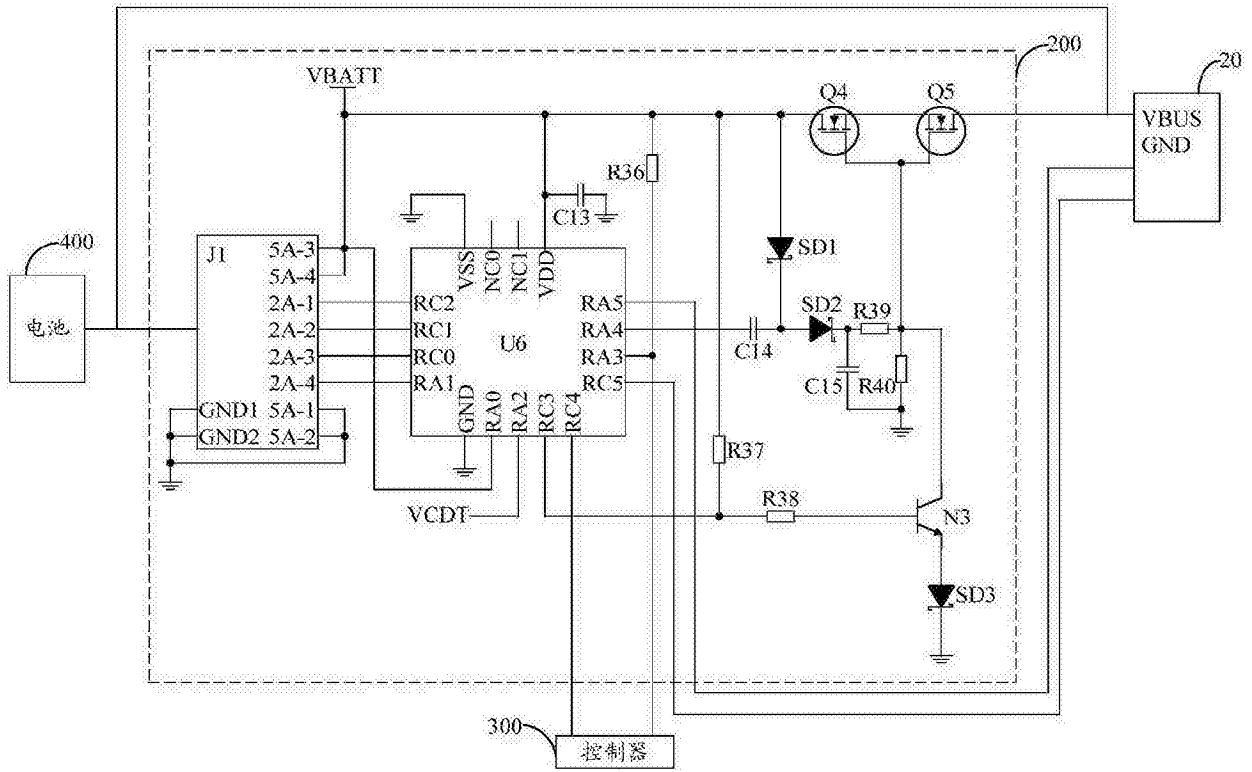 200
20
VBATT
Q4
Q5
VBUS
GND
R36
C13
400
J1
5A-3
5A-4
2A-1
2A-2
2A-3
2A-4
5A-1
5A-2
GND1
GND2
电池
VSS
NC0
NC1
VDD
RC2
RC1
RC0
RA1
U6
RA5
RA4
RA3
RC5
GND
RA0
RA2
RC3
RC4
SD1
SD2
R39
C14
C15
R40
R37
VCDT
R38
N3
SD3
300
控制器